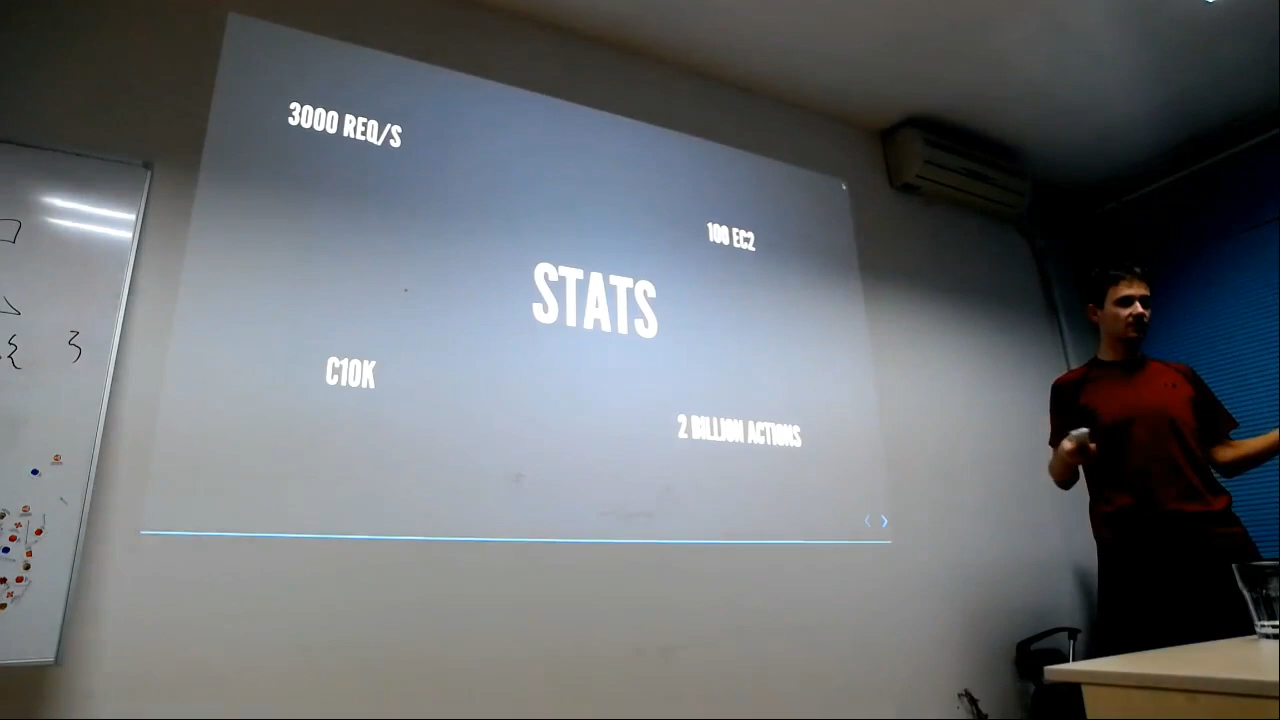 3000 REQ/S
100 EC2
STATS
C10K
2 BILLION ACTIONS